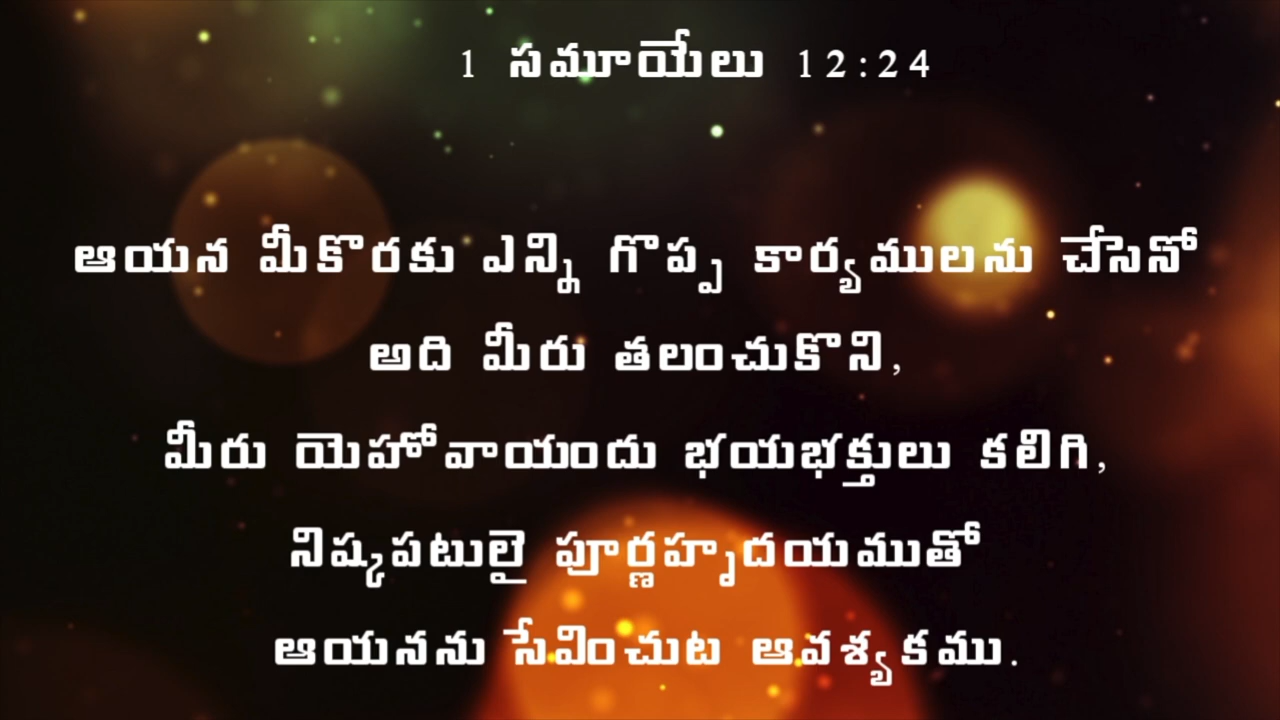 1 సమూయేలు 12:24
ఆయన మీకొరకు ఎన్ని గొప్ప కార్యములను చేసెనో
అది మీరు తలంచుకొని,
మీరు యెహోవాయందు భయభక్తులు కలిగి,
నిష్కపటులై పూర్ణహృదయముతో
ఆయనను సేవించుట ఆవశ్యకము.